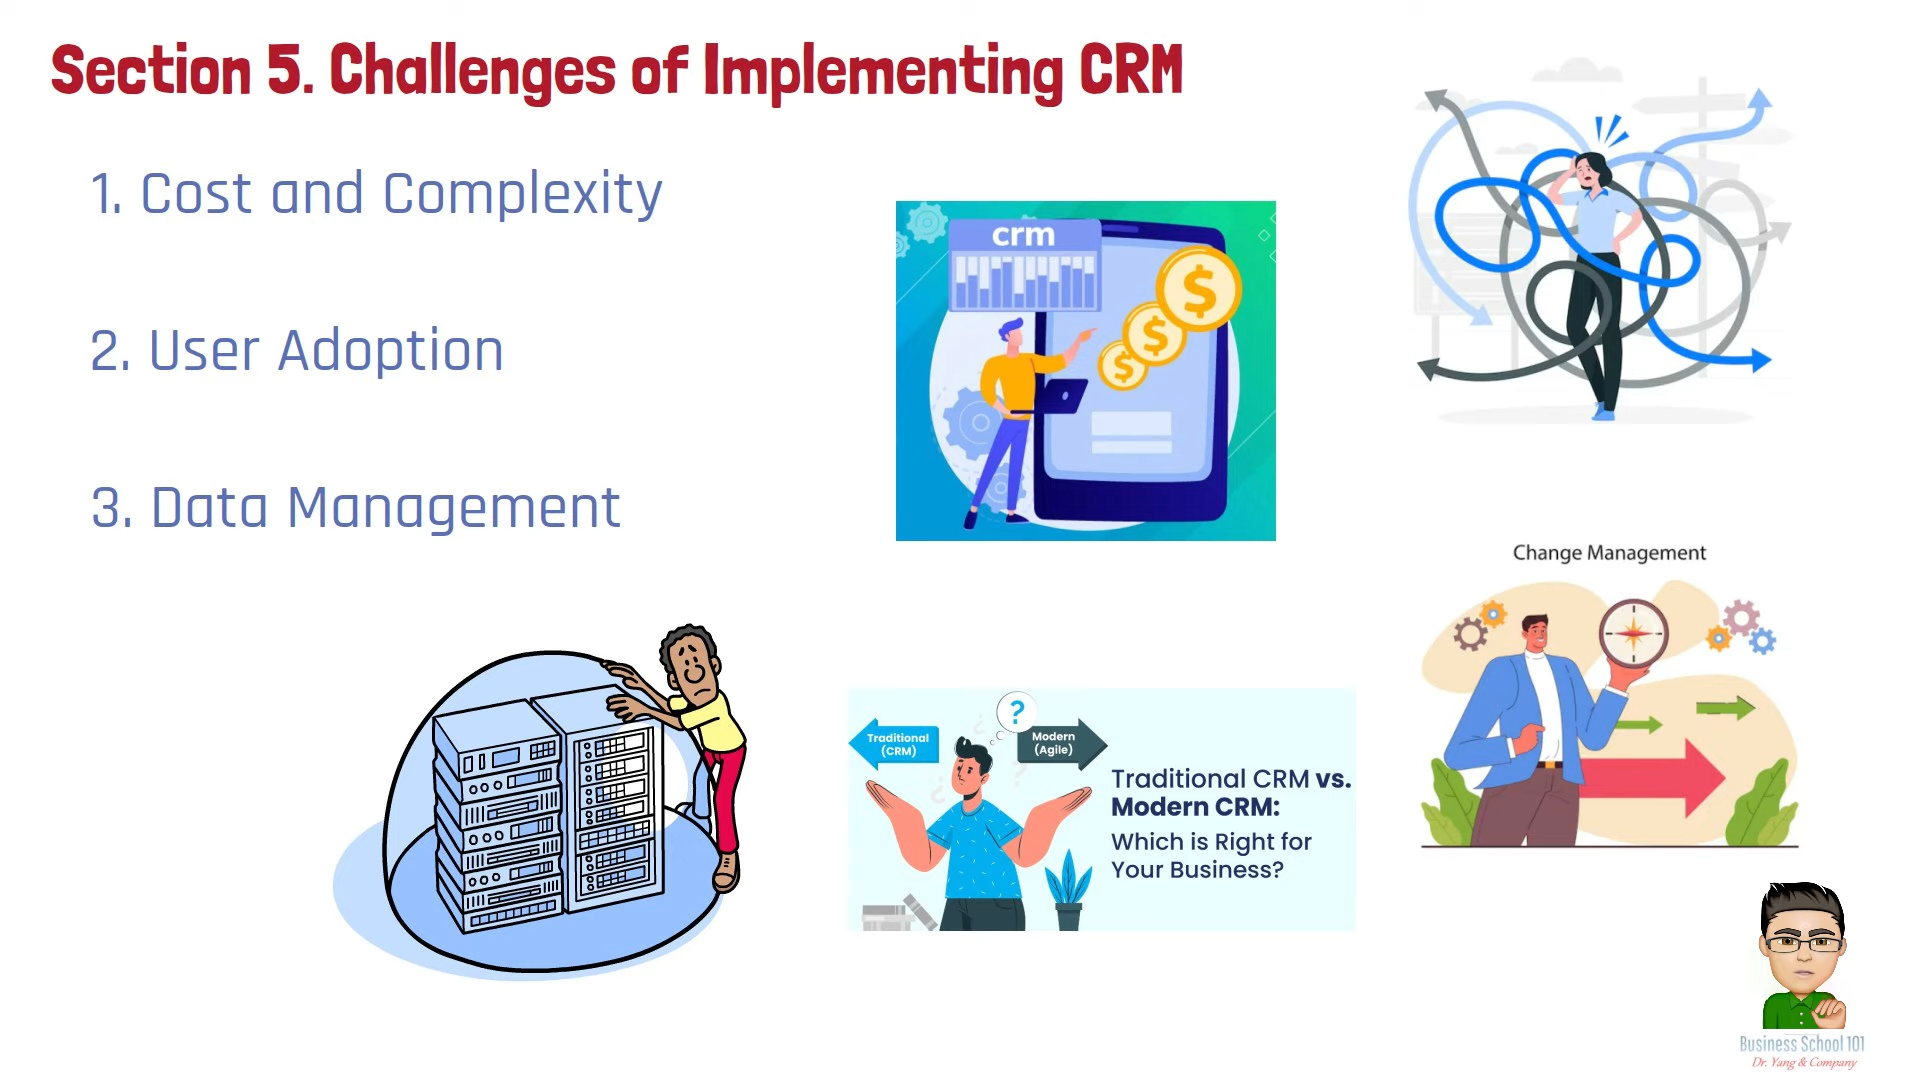 Section 5. Challenges of Implementing CRM
1. Cost and Complexity
2. User Adoption
3. Data Management
crm
$
$
$
Change Management
?
Traditional
(CRM)
Modern
(Agile)
Traditional CRM vs.
Modern CRM:
Which is Right for
Your Business?
Business School 101
Dr. Yang & Company